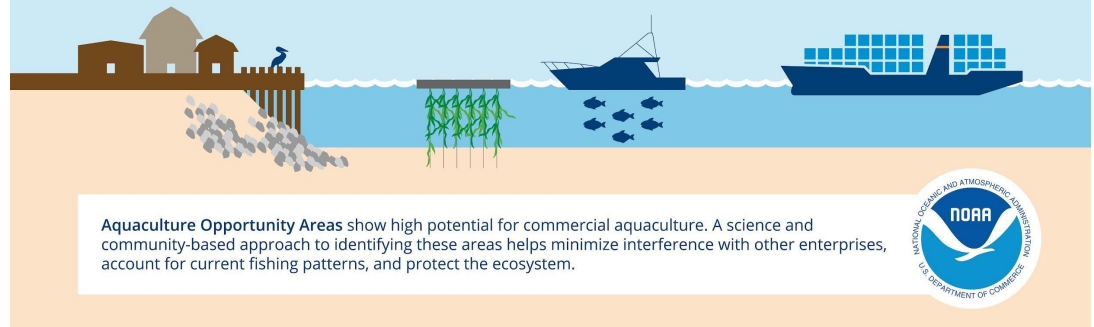 Aquaculture Opportunity Areas show high potential for commercial aquaculture. A science and
community-based approach to identifying these areas helps minimize interference with other enterprises,
account for current fishing patterns, and protect the ecosystem.
NATIONAL OCEANIC AND ATMOSPHERIC ADMINISTRATION
NOAA
U.S. DEPARTMENT OF COMMERCE